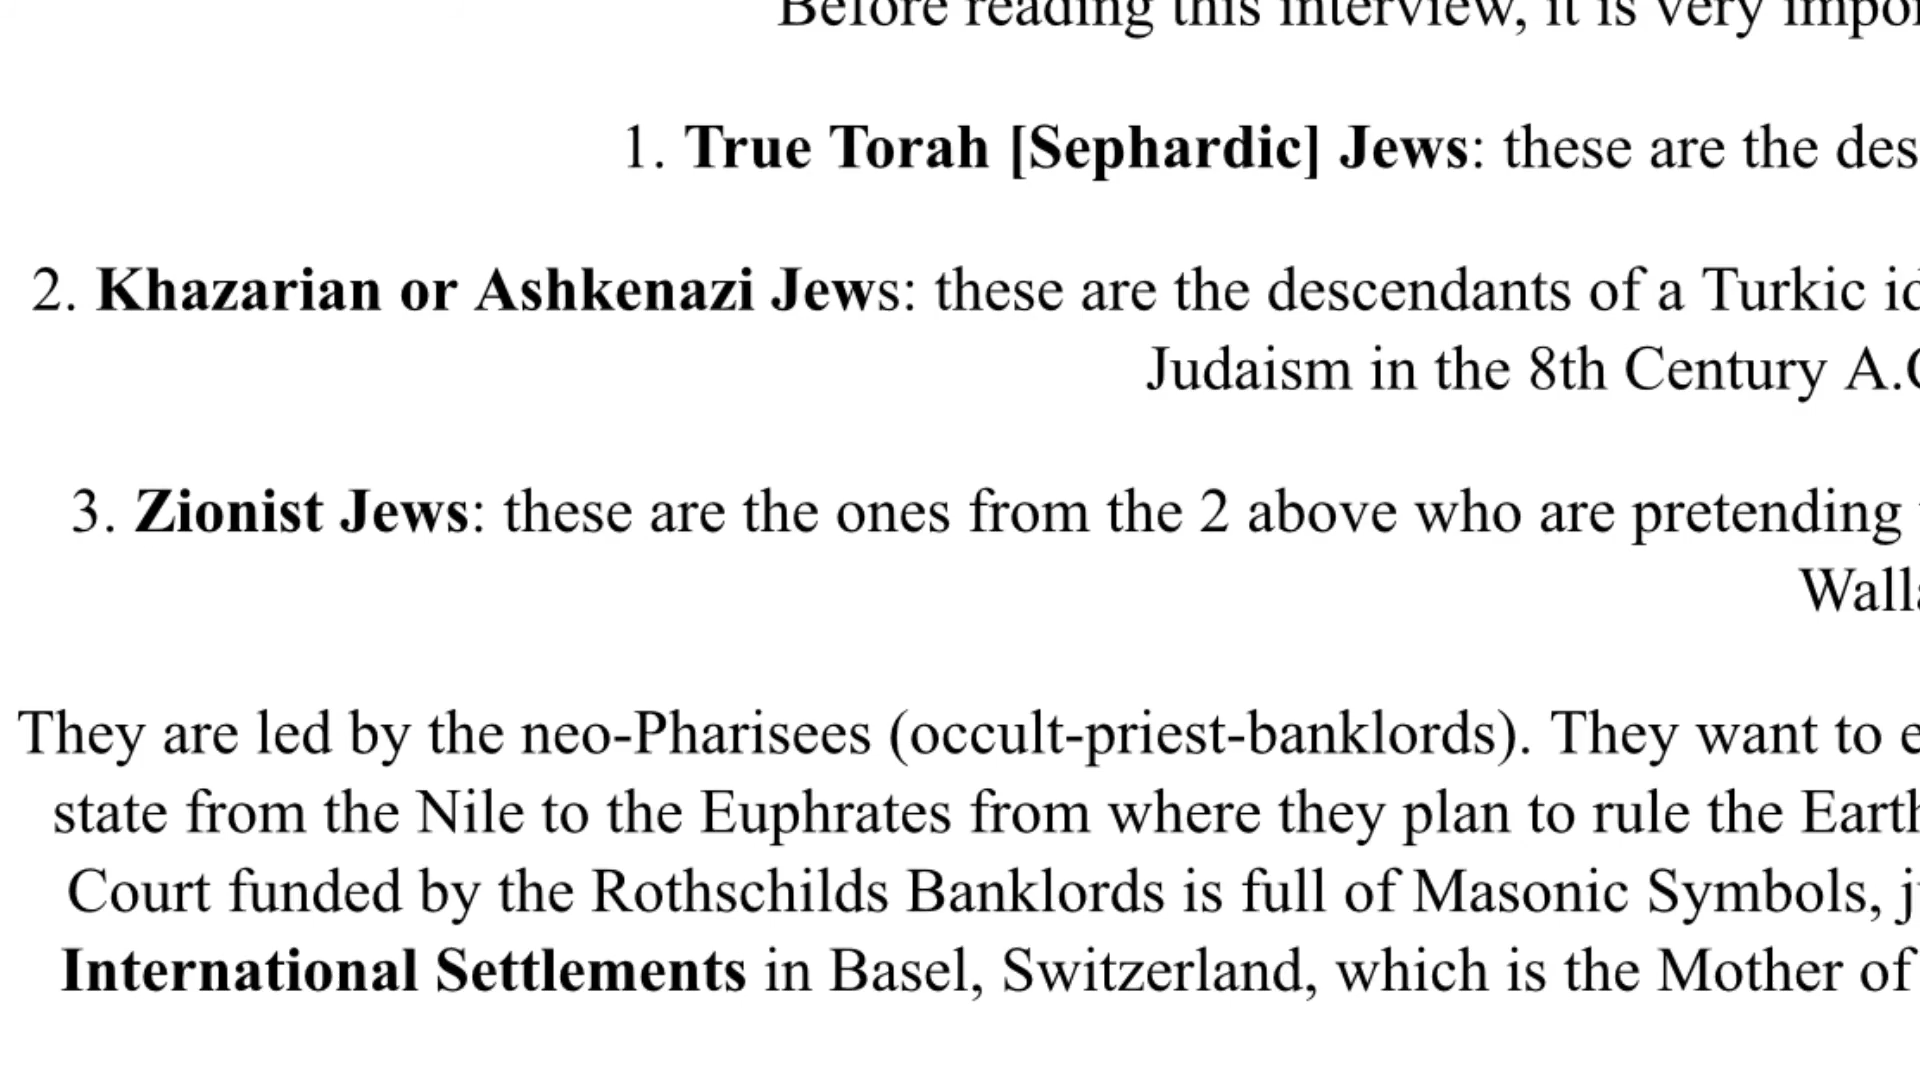 Before reading this interview, it is very
1. True Torah [Sephardic] Jews: these are the
2. Khazarian or Ashkenazi Jews: these are the descendants of a Turkic
Judaism in the 8th Century
3. Zionist Jews: these are the ones from the 2 above who are pretending
They are led by the neo-Pharisees (occult-priest-banklords). They want to
state from the Nile to the Euphrates from where they plan to rule the Earth
Court funded by the Rothschilds Banklords is full of Masonic Symbols,
International Settlements in Basel, Switzerland, which is the Mother of